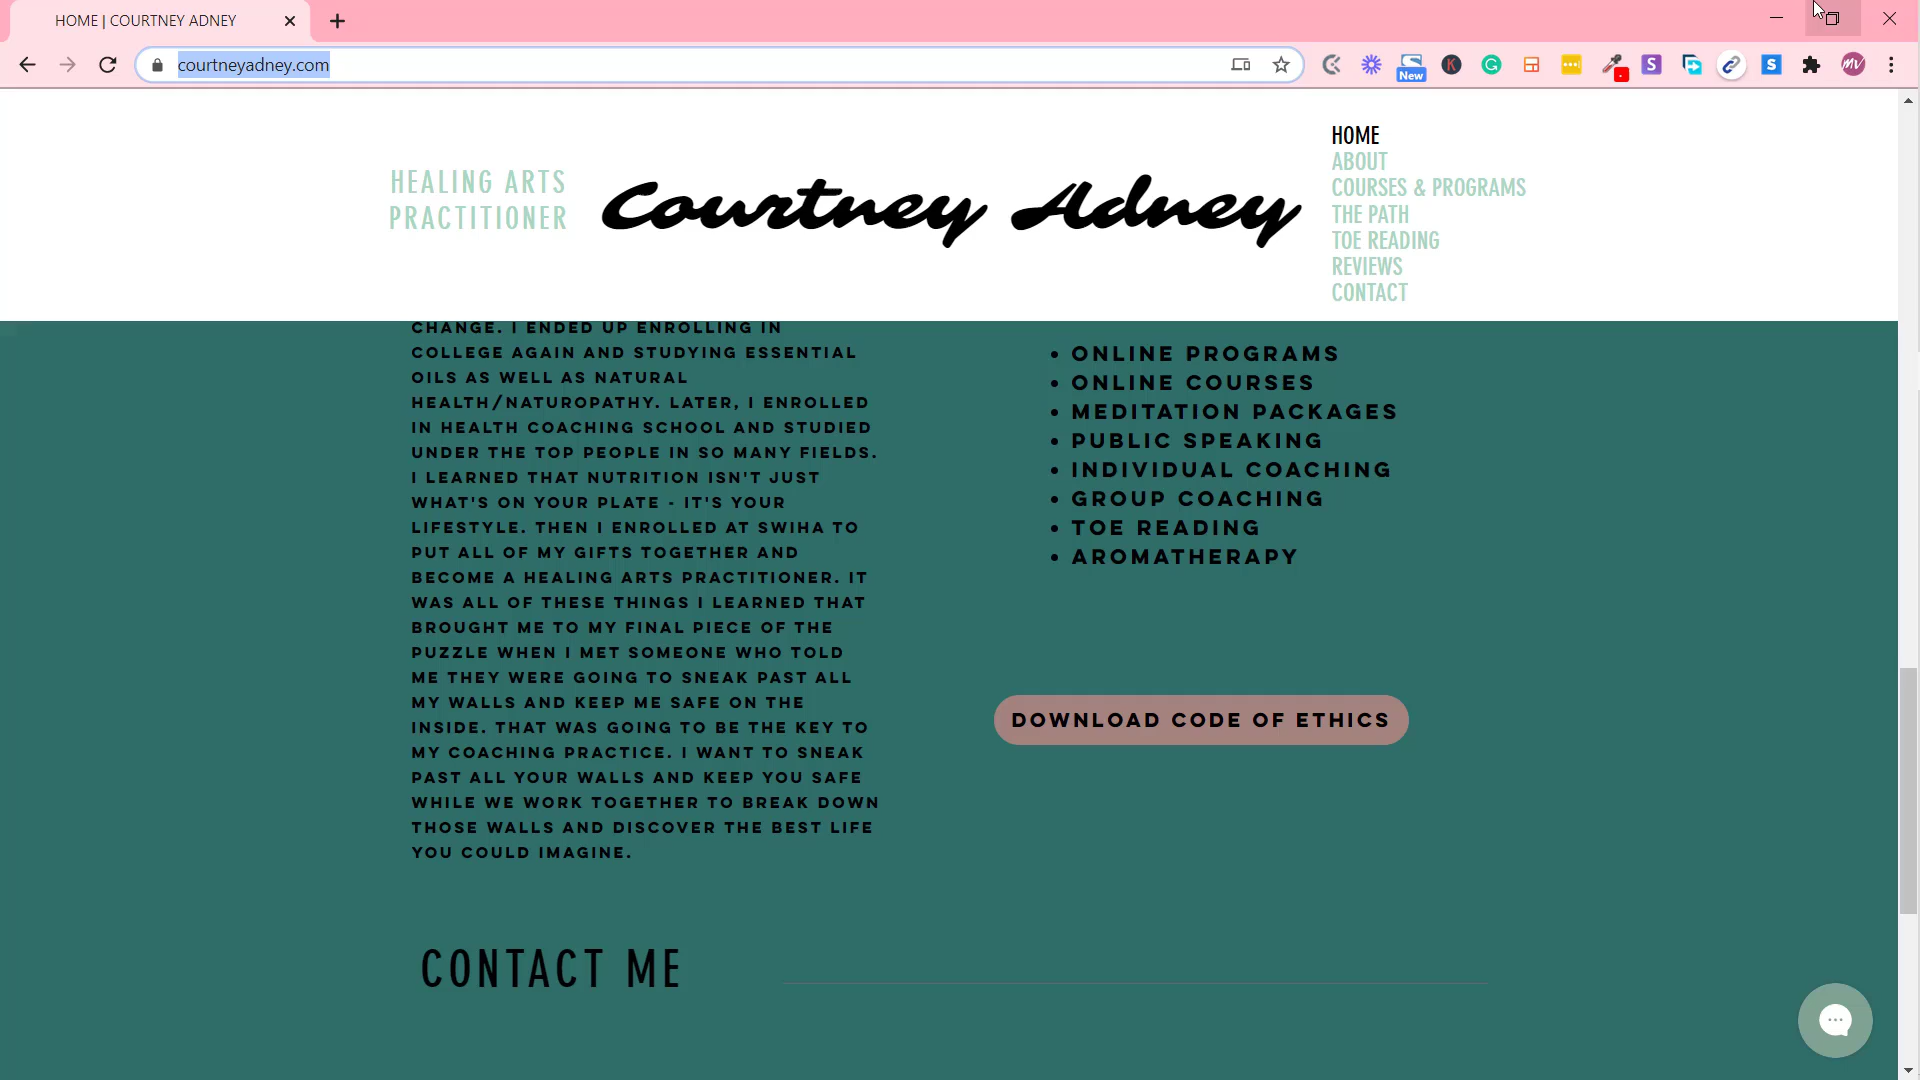 HOME | COURTNEY ADNEY
courtneyadney.com
New
MV
HEALING ARTS
PRACTITIONER
Courtney Adney
HOME
ABOUT
COURSES & PROGRAMS
THE PATH
TOE READING
REVIEWS
CONTACT
CHANGE. I ENDED UP ENROLLING IN
COLLEGE AGAIN AND STUDYING ESSENTIAL
OILS AS WELL AS NATURAL
HEALTH/NATUROPATHY. LATER, I ENROLLED
IN HEALTH COACHING SCHOOL AND STUDIED
UNDER THE TOP PEOPLE IN SO MANY FIELDS.
I LEARNED THAT NUTRITION ISN'T JUST
WHAT'S ON YOUR PLATE - IT'S YOUR
LIFESTYLE. THEN I ENROLLED AT SWIHA TO
PUT ALL OF MY GIFTS TOGETHER AND
BECOME A HEALING ARTS PRACTITIONER. IT
WAS ALL OF THESE THINGS I LEARNED THAT
BROUGHT ME TO MY FINAL PIECE OF THE
PUZZLE WHEN I MET SOMEONE WHO TOLD
ME THEY WERE GOING TO SNEAK PAST ALL
MY WALLS AND KEEP ME SAFE ON THE
INSIDE. THAT WAS GOING TO BE THE KEY TO
MY COACHING PRACTICE. I WANT TO SNEAK
PAST ALL YOUR WALLS AND KEEP YOU SAFE
WHILE WE WORK TOGETHER TO BREAK DOWN
THOSE WALLS AND DISCOVER THE BEST LIFE
YOU COULD IMAGINE.
• ONLINE PROGRAMS
• ONLINE COURSES
• MEDITATION PACKAGES
• PUBLIC SPEAKING
• INDIVIDUAL COACHING
• GROUP COACHING
• TOE READING
• AROMATHERAPY
DOWNLOAD CODE OF ETHICS
CONTACT ME